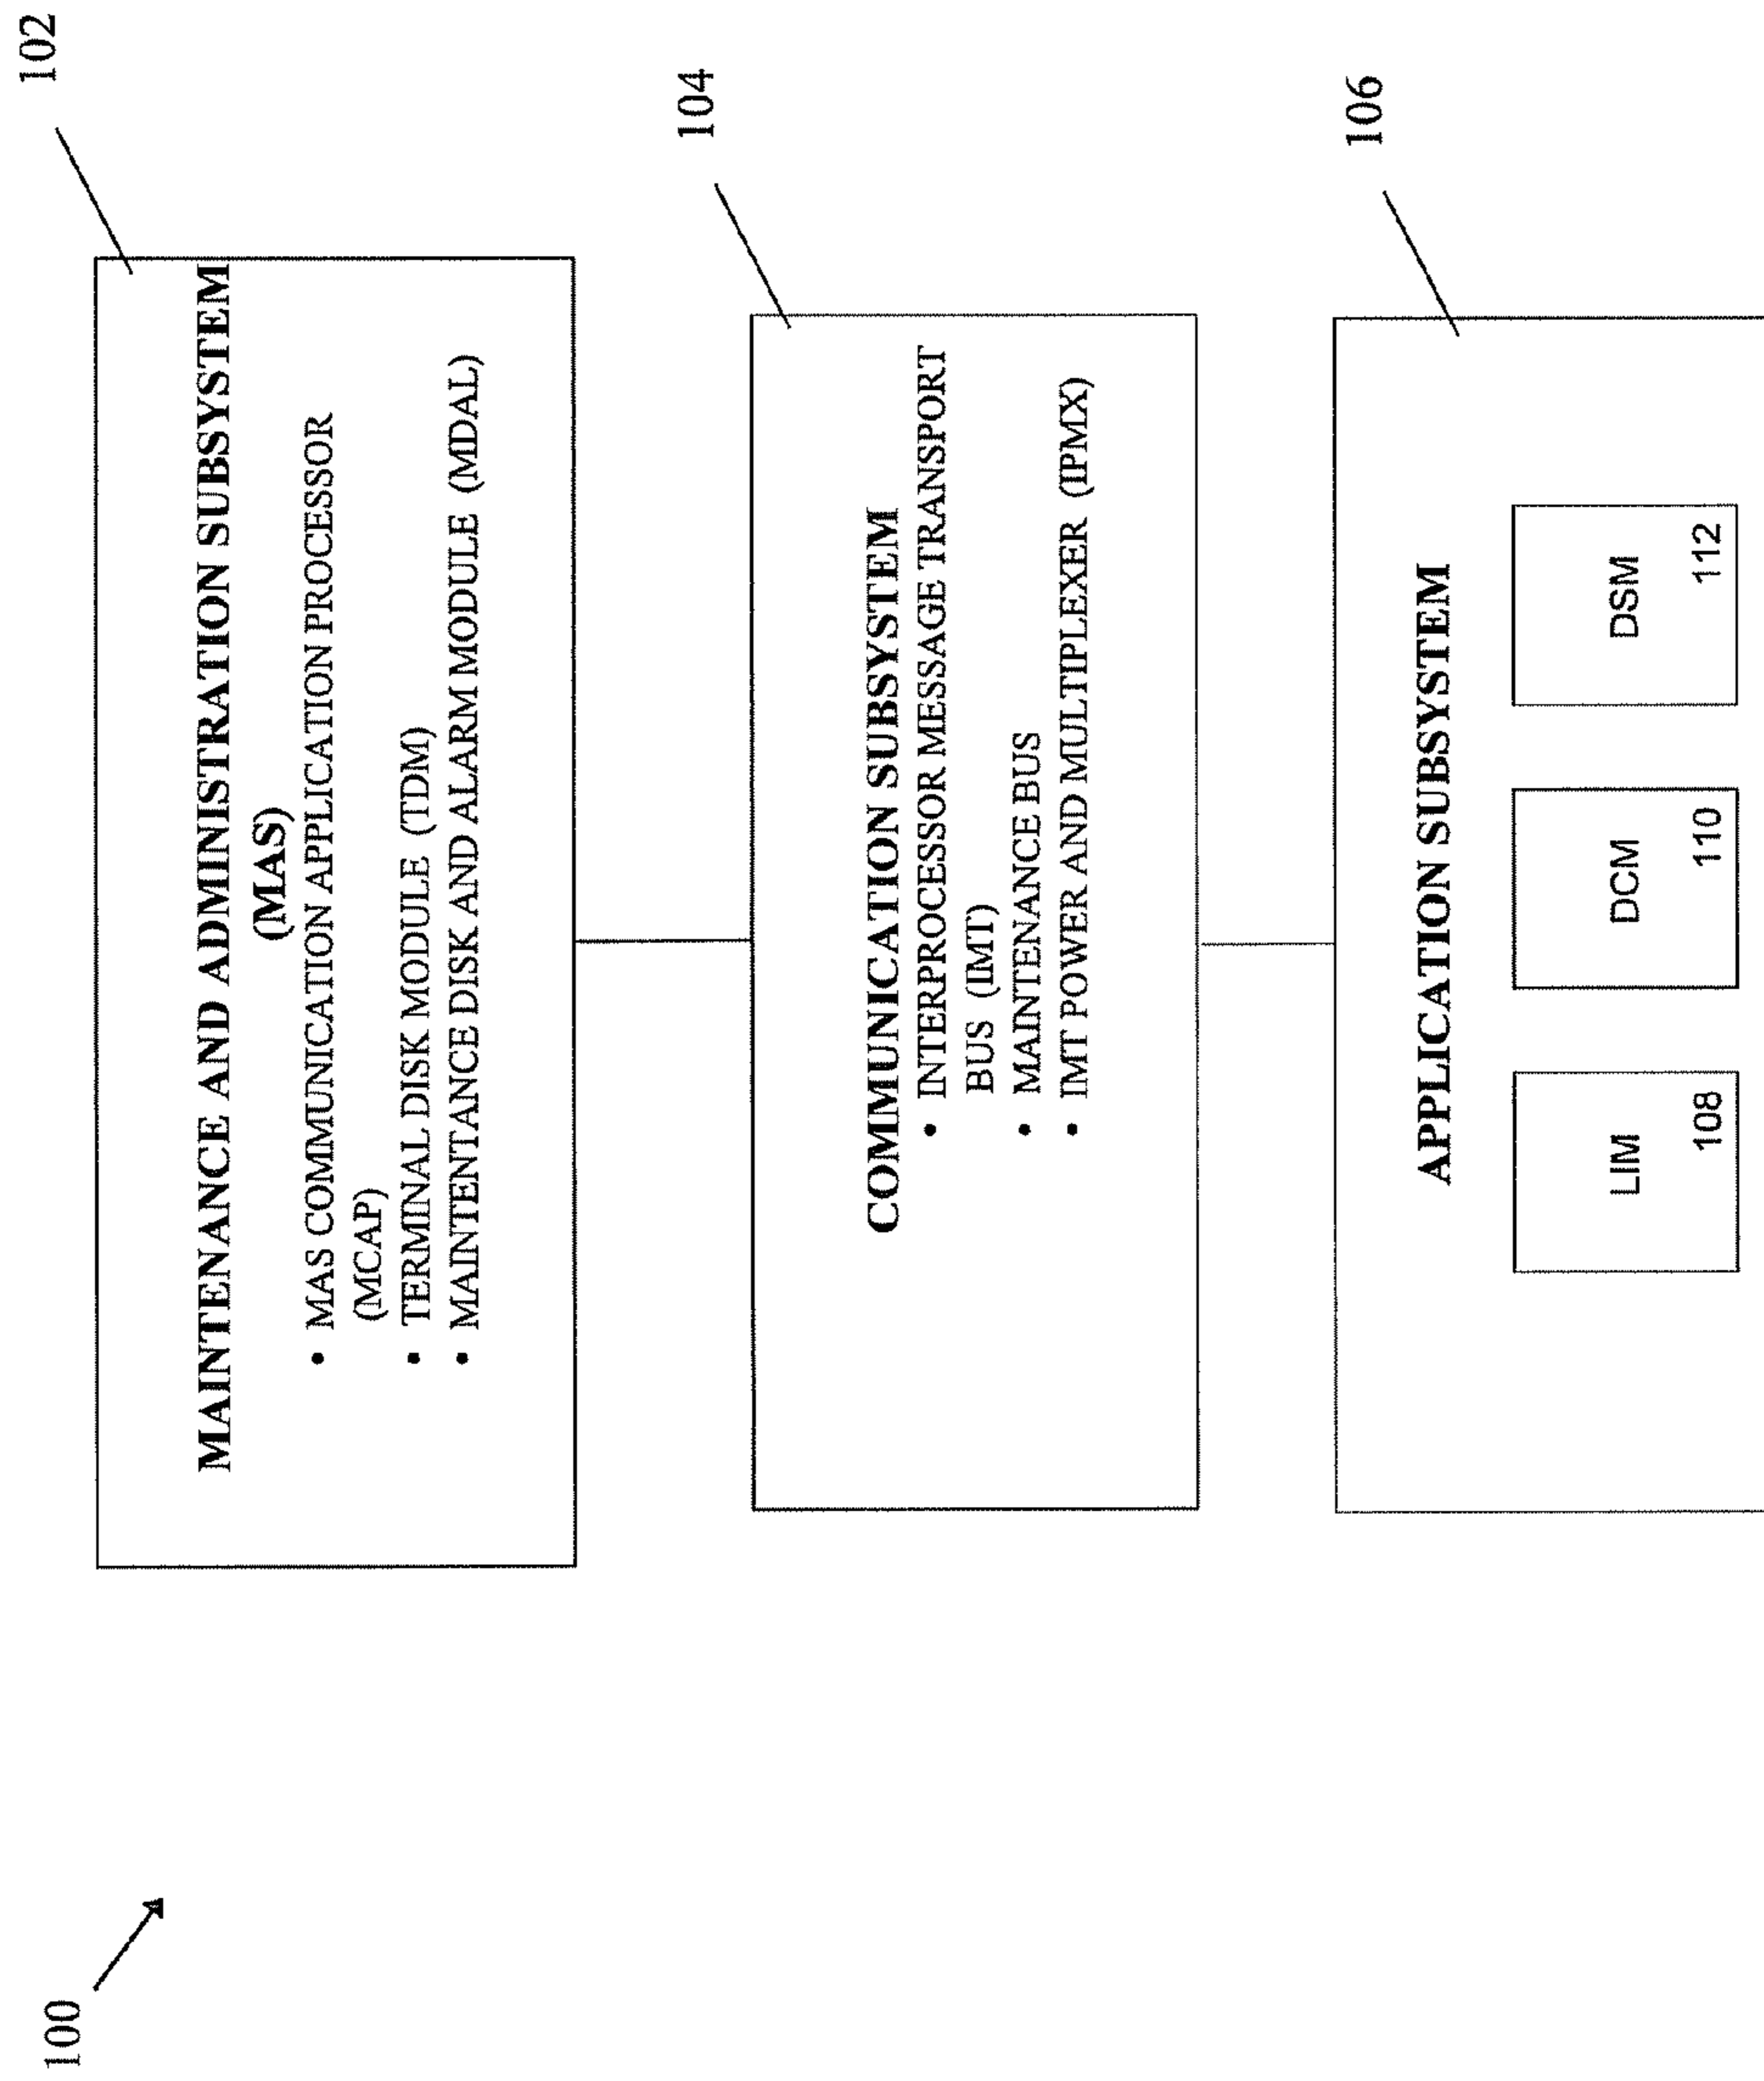 100
102
MAINTENANCE AND ADMINISTRATION SUBSYSTEM
(MAS)
• MAS COMMUNICATION APPLICATION PROCESSOR
(MCAP)
• TERMINAL DISK MODULE (TDM)
• MAINTENTANCE DISK AND ALARM MODULE (MDAL)
104
COMMUNICATION SUBSYSTEM
• INTERPROCESSOR MESSAGE TRANSPORT
BUS (IMT)
• MAINTENANCE BUS
• IMT POWER AND MULTIPLEXER (IPMX)
106
APPLICATION SUBSYSTEM
LIM
108
DCM
110
DSM
112